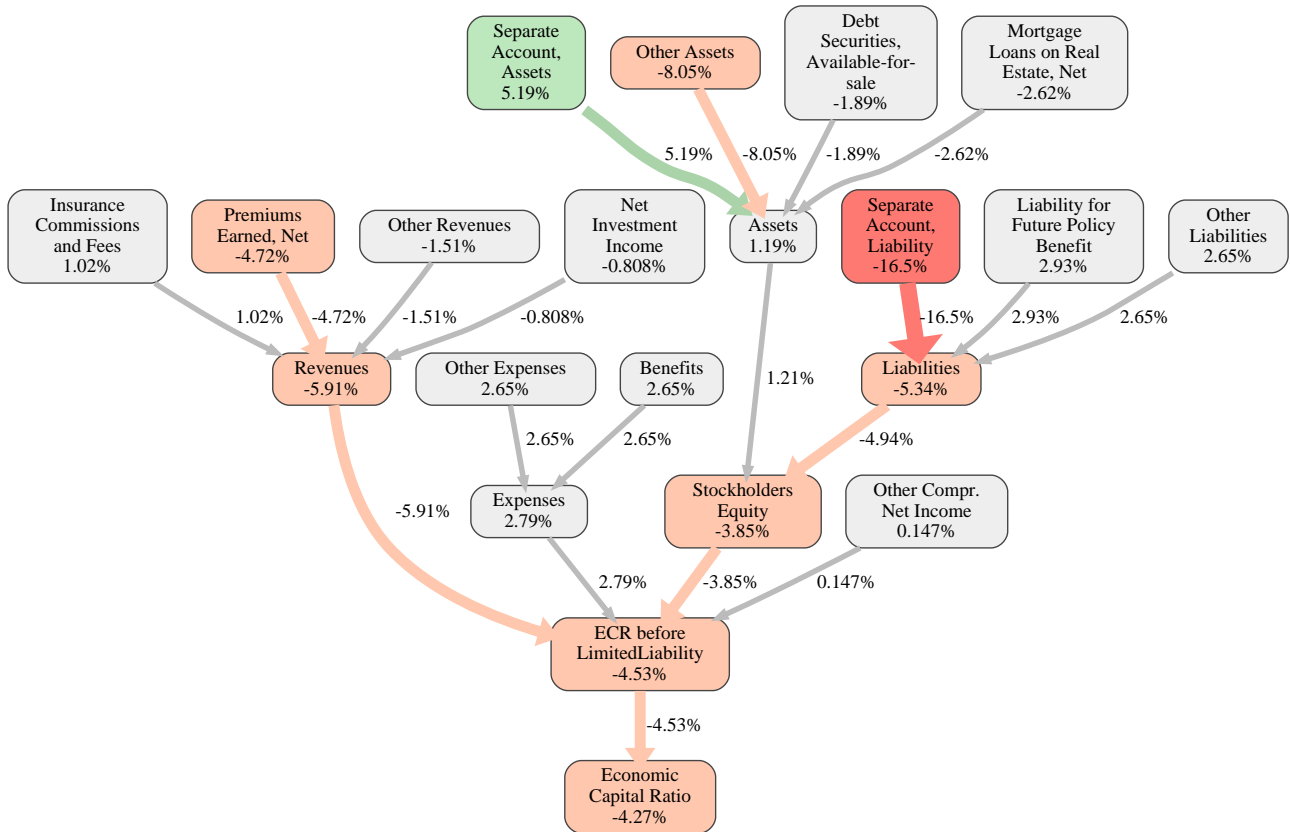 Separate
Account,
Assets
5.19%
Other Assets
-8.05%
Debt
Securities,
Available-for-
sale
-1.89%
Mortgage
Loans on Real
Estate, Net
-2.62%
5.19%
-8.05%
-1.89%
-2.62%
Insurance
Commissions
and Fees
1.02%
Premiums
Earned, Net
-4.72%
Other Revenues
-1.51%
Net
Investment
Income
-0.808%
Assets
1.19%
Separate
Account,
Liability
-16.5%
Liability for
Future Policy
Benefit
2.93%
Other
Liabilities
2.65%
1.02%
-4.72%
-1.51%
-0.808%
-16.5%
2.93%
2.65%
Revenues
-5.91%
Other Expenses
2.65%
Benefits
2.65%
1.21%
Liabilities
-5.34%
2.65%
2.65%
-4.94%
-5.91%
Expenses
2.79%
Stockholders
Equity
-3.85%
Other Compr.
Net Income
0.147%
2.79%
-3.85%
0.147%
ECR before
LimitedLiability
-4.53%
-4.53%
Economic
Capital Ratio
-4.27%